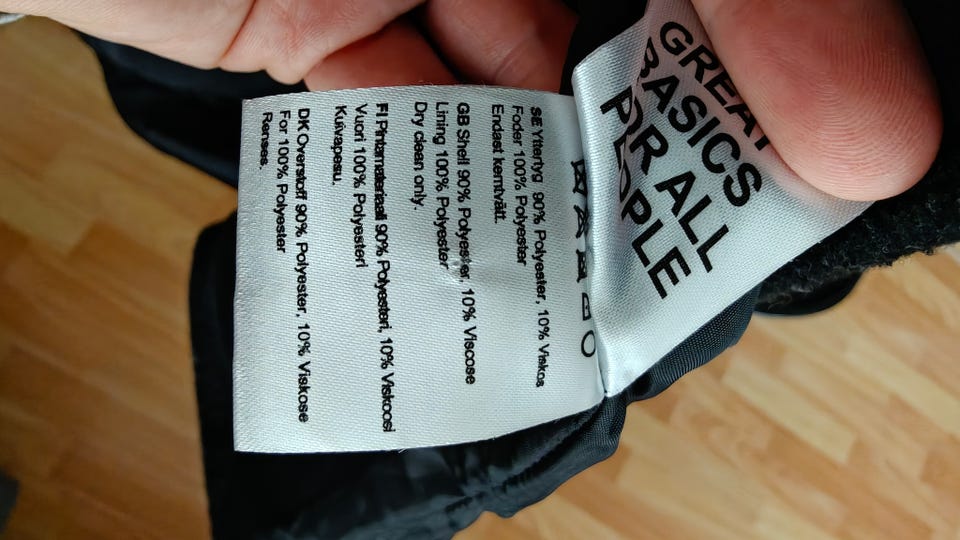 GREAT
BASICS
FOR ALL
PEOPLE
SE Yttertyg 90% Polyester, 10% Viskos
Foder 100% Polyester
Endast kemtvätt.
GB Shell 90% Polyester, 10% Viscose
Lining 100% Polyester
Dry clean only.
FI Pintamateriaali 90% Polyesteri, 10% Viskoosi
Vuori 100% Polyesteri
Kuivapesu.
DK Overstoff 90% Polyester, 10% Viskose
For 100% Polyester
Renses.